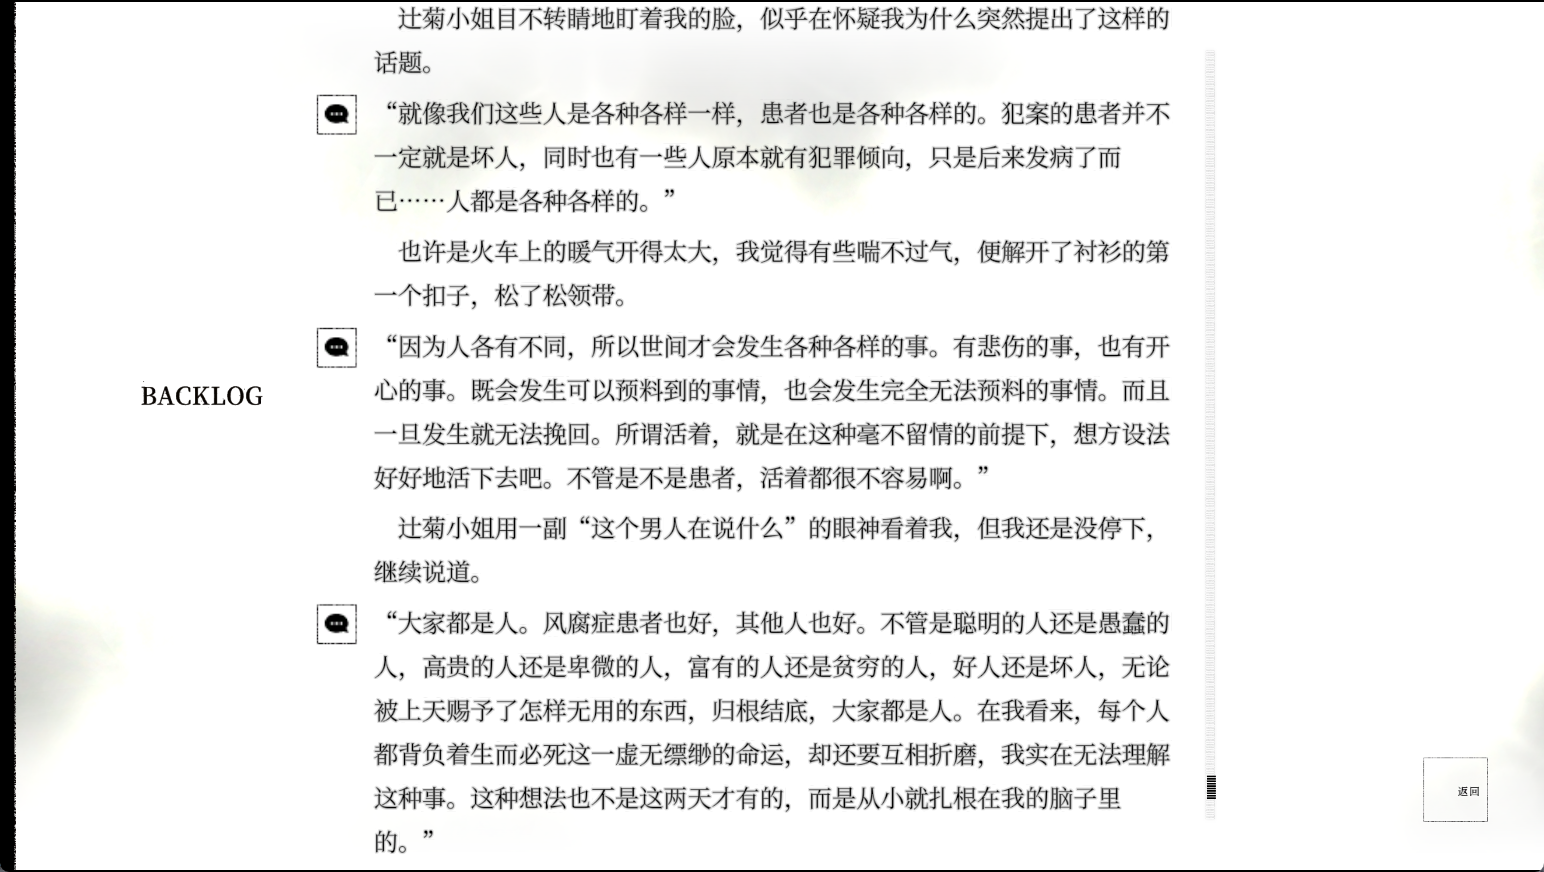 辻菊小姐目不转睛地盯着我的脸，似乎在怀疑我为什么突然提出了这样的
话题。
“就像我们这些人是各种各样一样，患者也是各种各样的。犯案的患者并不
一定就是坏人，同时也有一些人原本就有犯罪倾向，只是后来发病了而
已……人都是各种各样的。”
也许是火车上的暖气开得太大，我觉得有些喘不过气，便解开了衬衫的第
一个扣子，松了松领带。
“因为人各有不同，所以世间才会发生各种各样的事。有悲伤的事，也有开
心的事。既会发生可以预料到的事情，也会发生完全无法预料的事情。而且
一旦发生就无法挽回。所谓活着，就是在这种毫不留情的前提下，想方设法
好好地活下去吧。不管是不是患者，活着都很不容易啊。”
BACKLOG
辻菊小姐用一副“这个男人在说什么”的眼神看着我，但我还是没停下，
继续说道。
“大家都是人。风腐症患者也好，其他人也好。不管是聪明的人还是愚蠢的
人，高贵的人还是卑微的人，富有的人还是贫穷的人，好人还是坏人，无论
被上天赐予了怎样无用的东西，归根结底，大家都是人。在我看来，每个人
都背负着生而必死这一虚无缥缈的命运，却还要互相折磨，我实在无法理解
这种事。这种想法也不是这两天才有的，而是从小就扎根在我的脑子里
的。”
返回